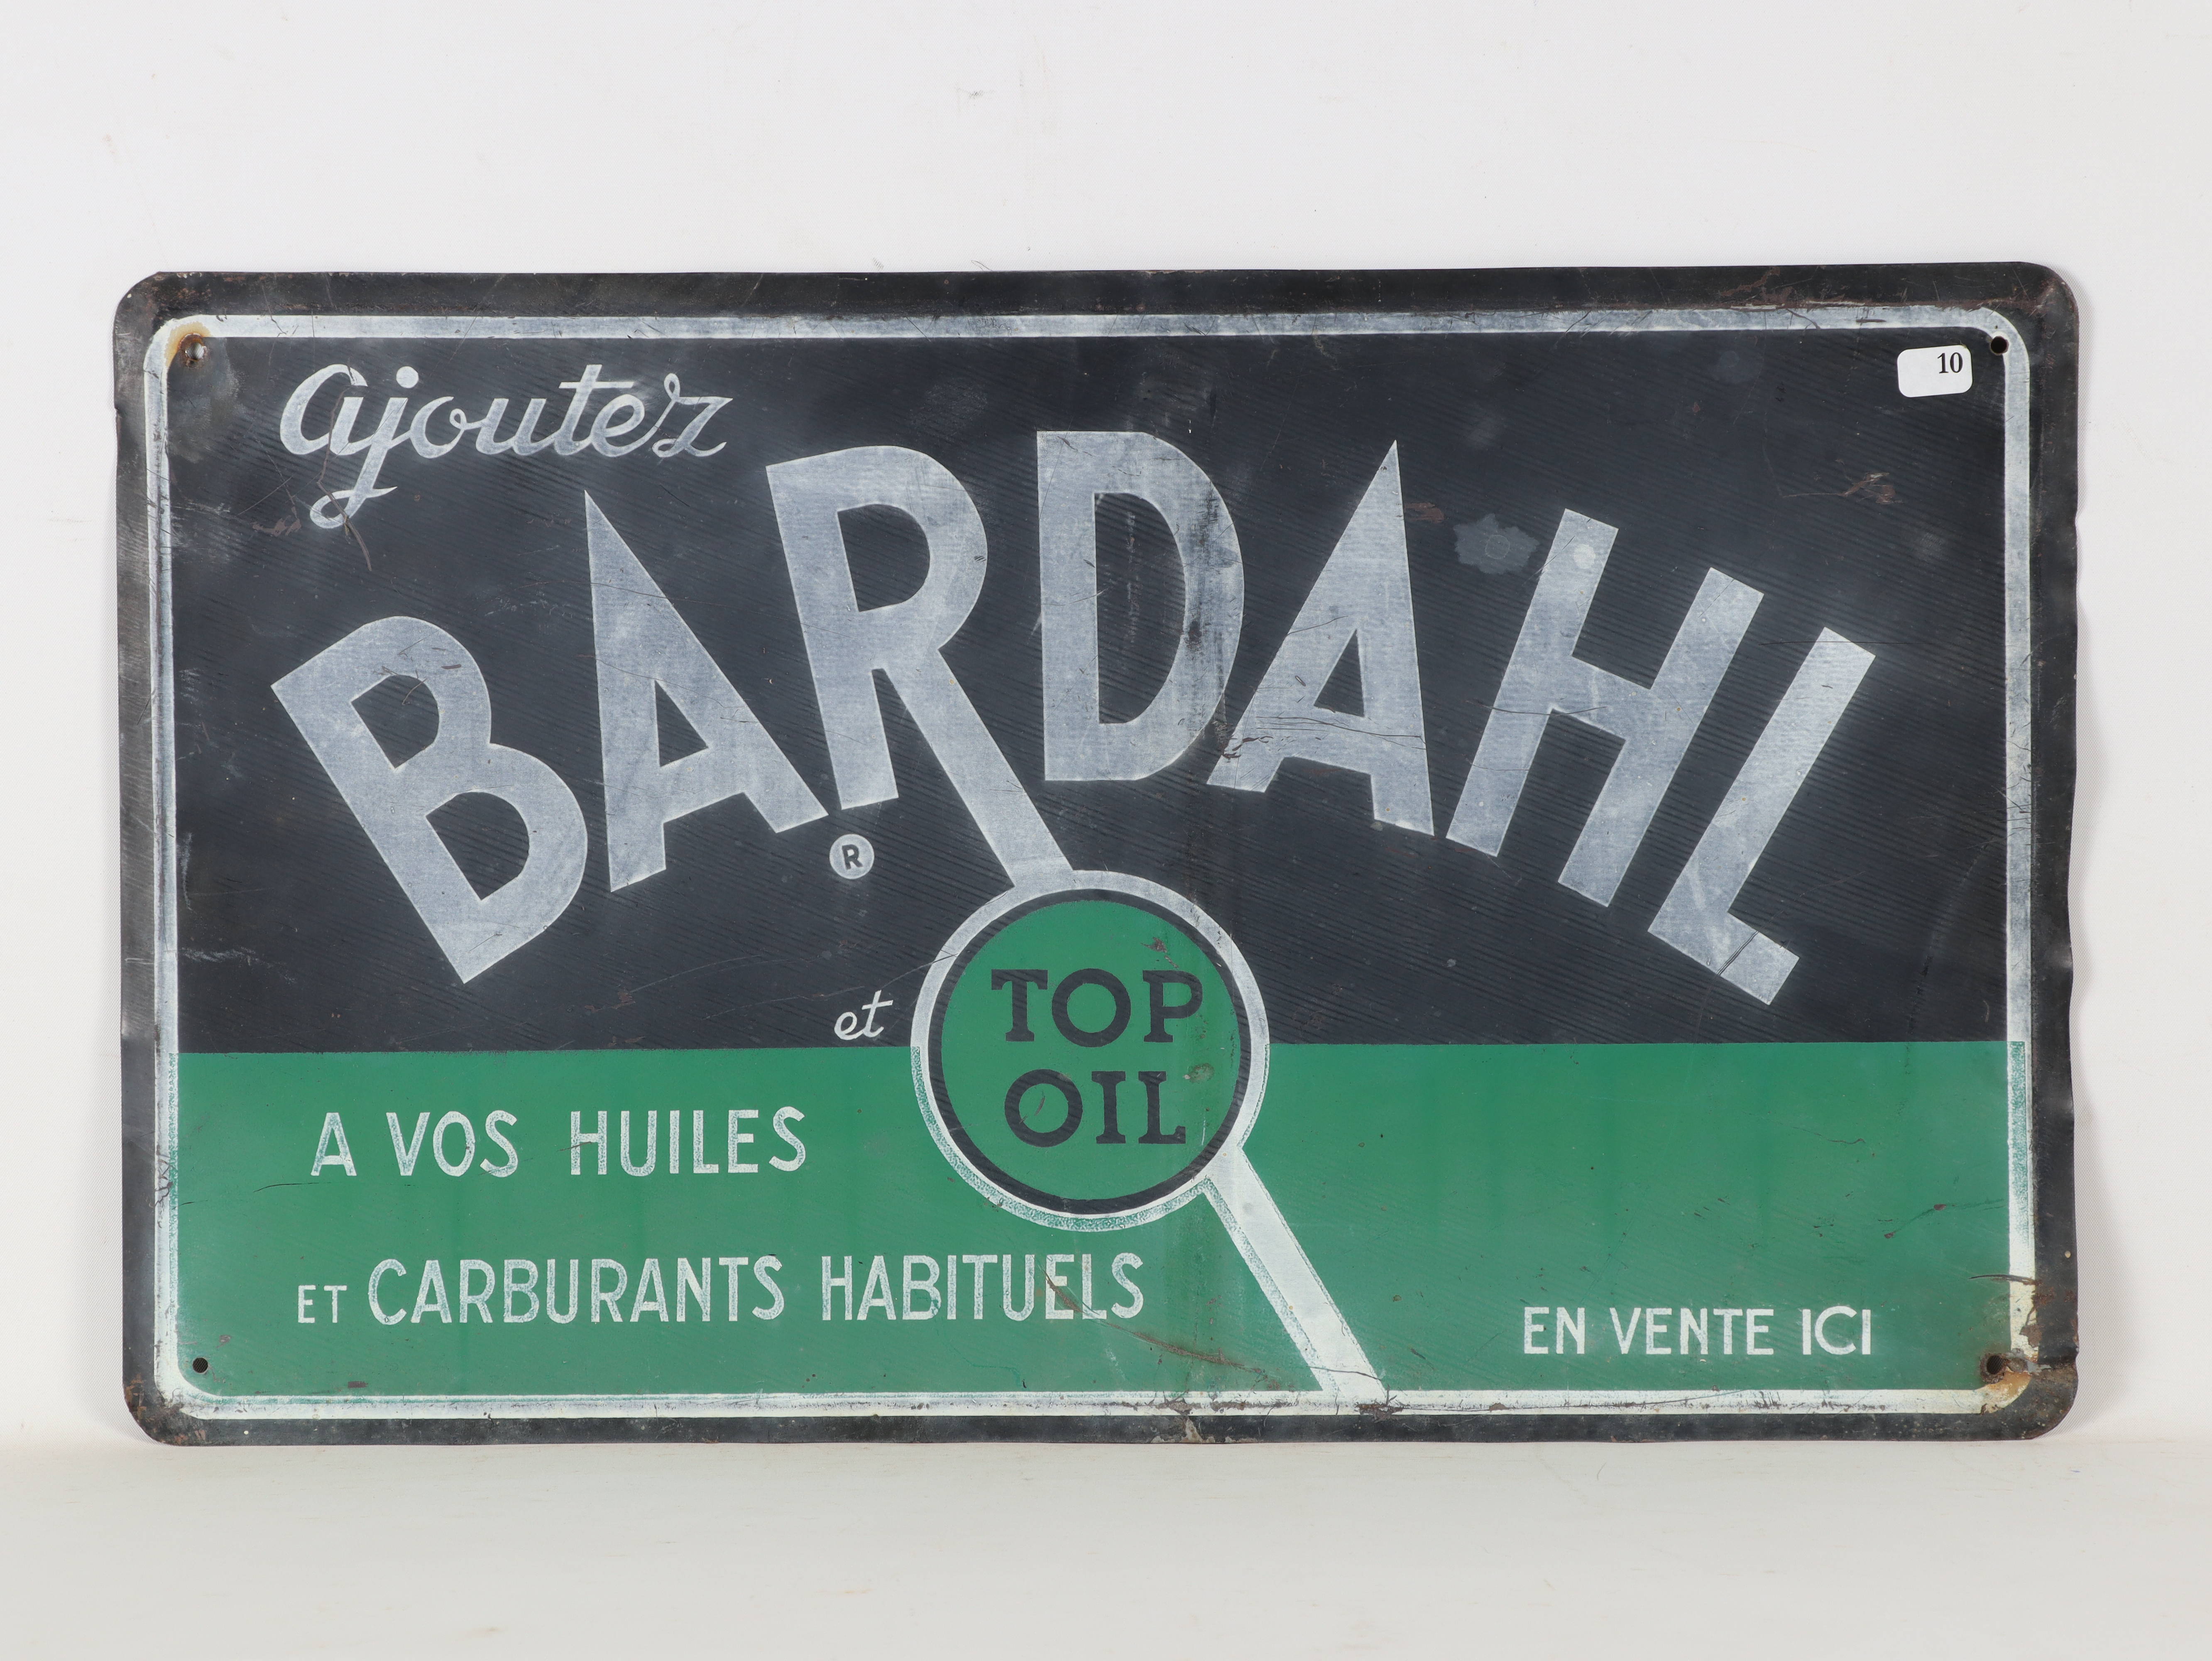 10
ajoutez
BARDAHL
®
et TOP OIL
A VOS HUILES
ET CARBURANTS HABITUELS
EN VENTE ICI